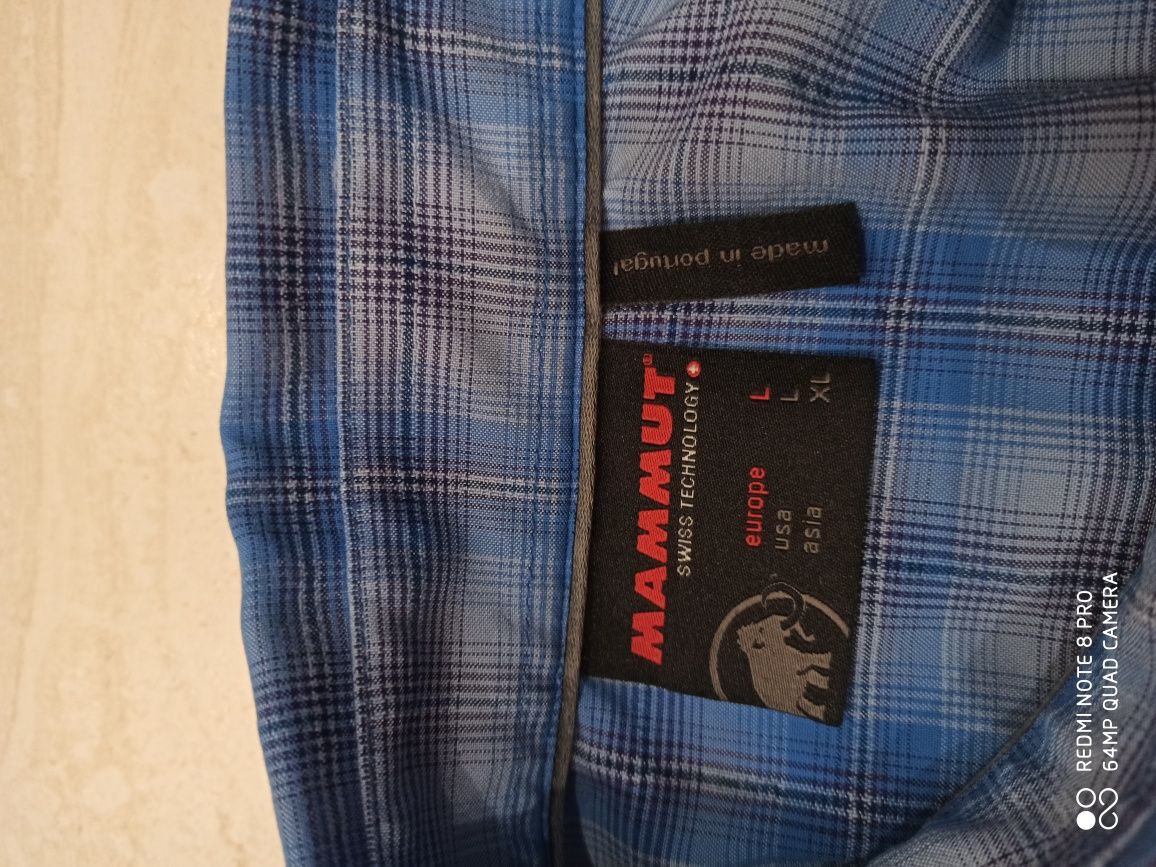 MAMMUT®
SWISS TECHNOLOGY
europe L
usa L
asia XL
made in portugal
REDMI NOTE 8 PRO
64MP QUAD CAMERA